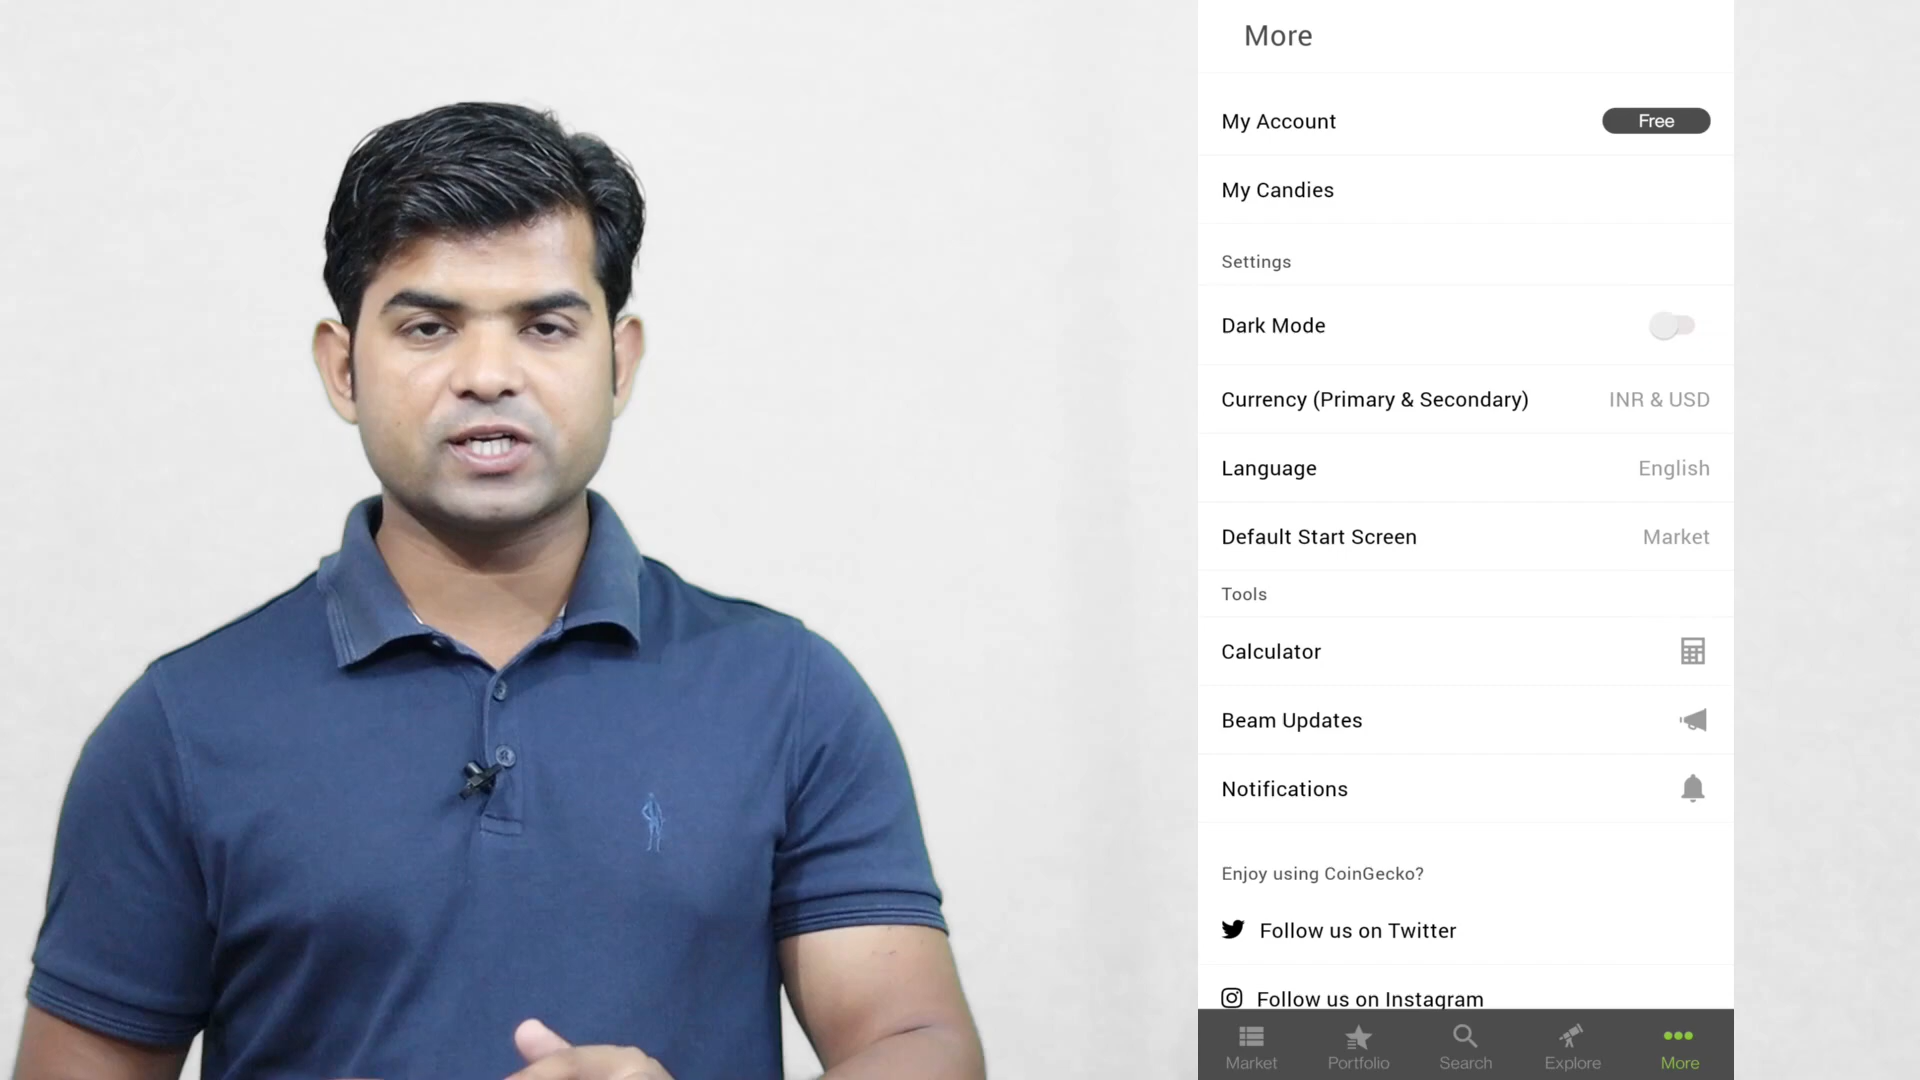 More
My Account Free
My Candies
Settings
Dark Mode
Currency (Primary & Secondary) INR & USD
Language English
Default Start Screen Market
Tools
Calculator
Beam Updates
Notifications
Enjoy using CoinGecko?
Follow us on Twitter
Follow us on Instagram
Market Portfolio Search Explore More